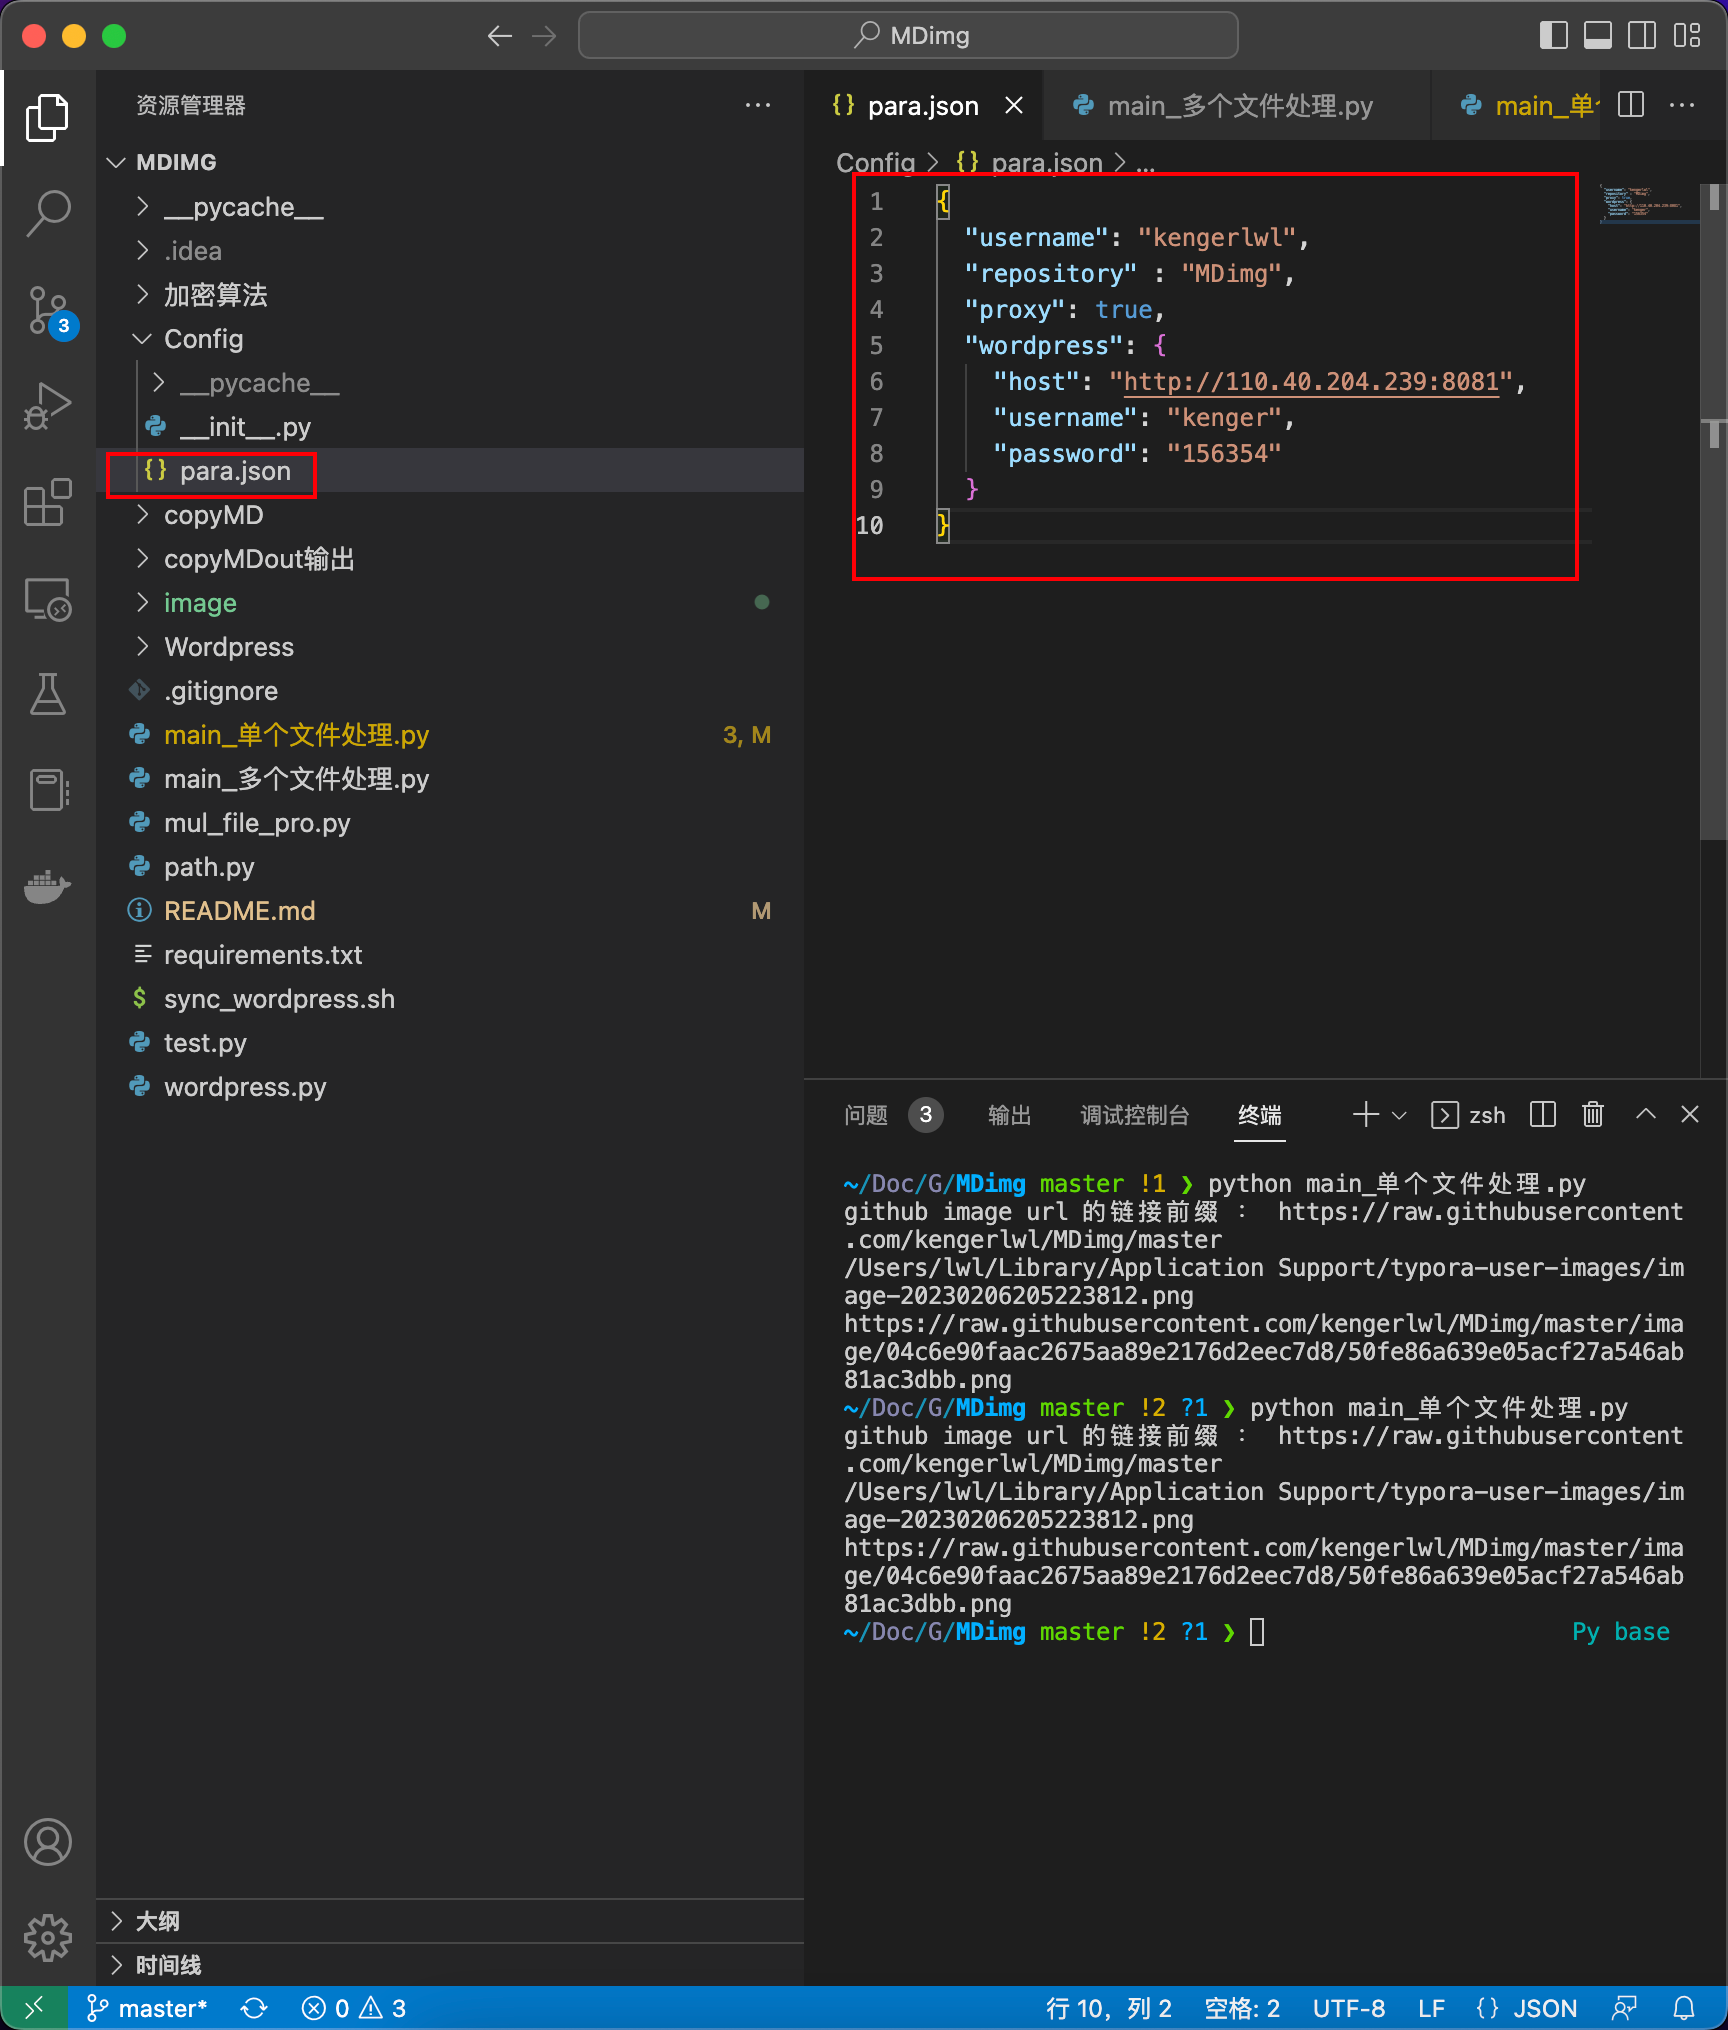 MDimg
资源管理器
MDIMG
__pycache__
.idea
加密算法
Config
__pycache__
__init__.py
{} para.json
copyMD
copyMDout输出
image
Wordpress
.gitignore
main_单个文件处理.py 3, M
main_多个文件处理.py
mul_file_pro.py
path.py
README.md M
requirements.txt
$ sync_wordpress.sh
test.py
wordpress.py
大纲
时间线
3
{} para.json main_多个文件处理.py main_单个
Config > {} para.json > ...
1 {
2 "username": "kengerlwl",
3 "repository" : "MDimg",
4 "proxy": true,
5 "wordpress": {
6 "host": "http://110.40.204.239:8081",
7 "username": "kenger",
8 "password": "156354"
9 }
10 }
问题 3 输出 调试控制台 终端 zsh
~/Doc/G/MDimg master !1 ❯ python main_单个文件处理.py
github image url 的链接前缀 : https://raw.githubusercontent
.com/kengerlwl/MDimg/master
/Users/lwl/Library/Application Support/typora-user-images/im
age-20230206205223812.png
https://raw.githubusercontent.com/kengerlwl/MDimg/master/ima
ge/04c6e90faac2675aa89e2176d2eec7d8/50fe86a639e05acf27a546ab
81ac3dbb.png
~/Doc/G/MDimg master !2 ?1 ❯ python main_单个文件处理.py
github image url 的链接前缀 : https://raw.githubusercontent
.com/kengerlwl/MDimg/master
/Users/lwl/Library/Application Support/typora-user-images/im
age-20230206205223812.png
https://raw.githubusercontent.com/kengerlwl/MDimg/master/ima
ge/04c6e90faac2675aa89e2176d2eec7d8/50fe86a639e05acf27a546ab
81ac3dbb.png
~/Doc/G/MDimg master !2 ?1 ❯ Py base
master* 0 3 行 10，列 2 空格: 2 UTF-8 LF {} JSON